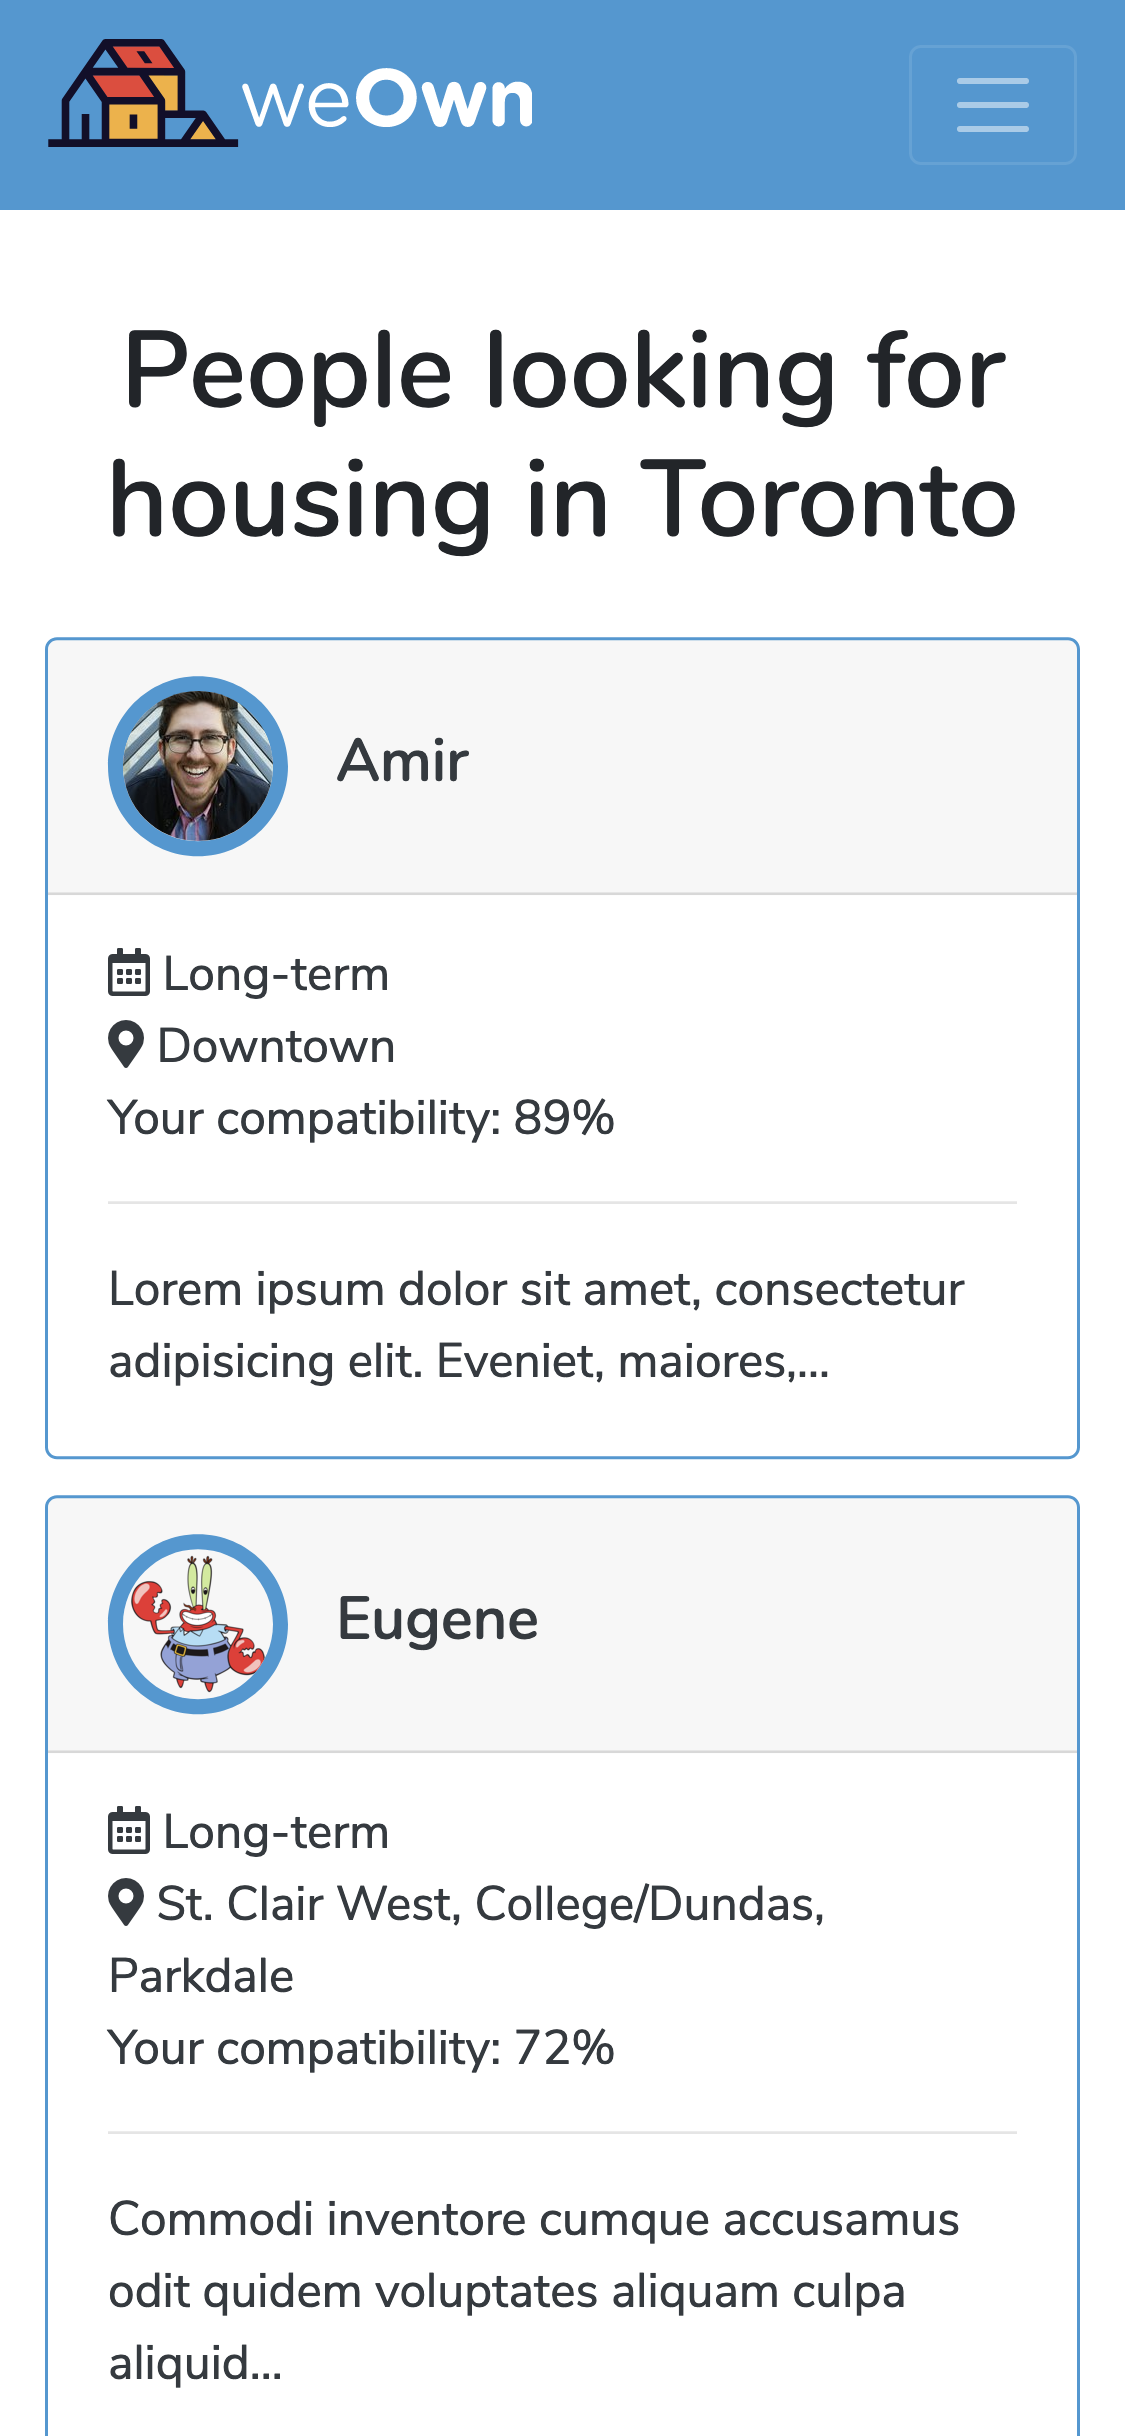 weOwn
People looking for
housing in Toronto
Amir
Long-term
Downtown
Your compatibility: 89%
Lorem ipsum dolor sit amet, consectetur
adipisicing elit. Eveniet, maiores,...
Eugene
Long-term
St. Clair West, College/Dundas,
Parkdale
Your compatibility: 72%
Commodi inventore cumque accusamus
odit quidem voluptates aliquam culpa
aliquid...